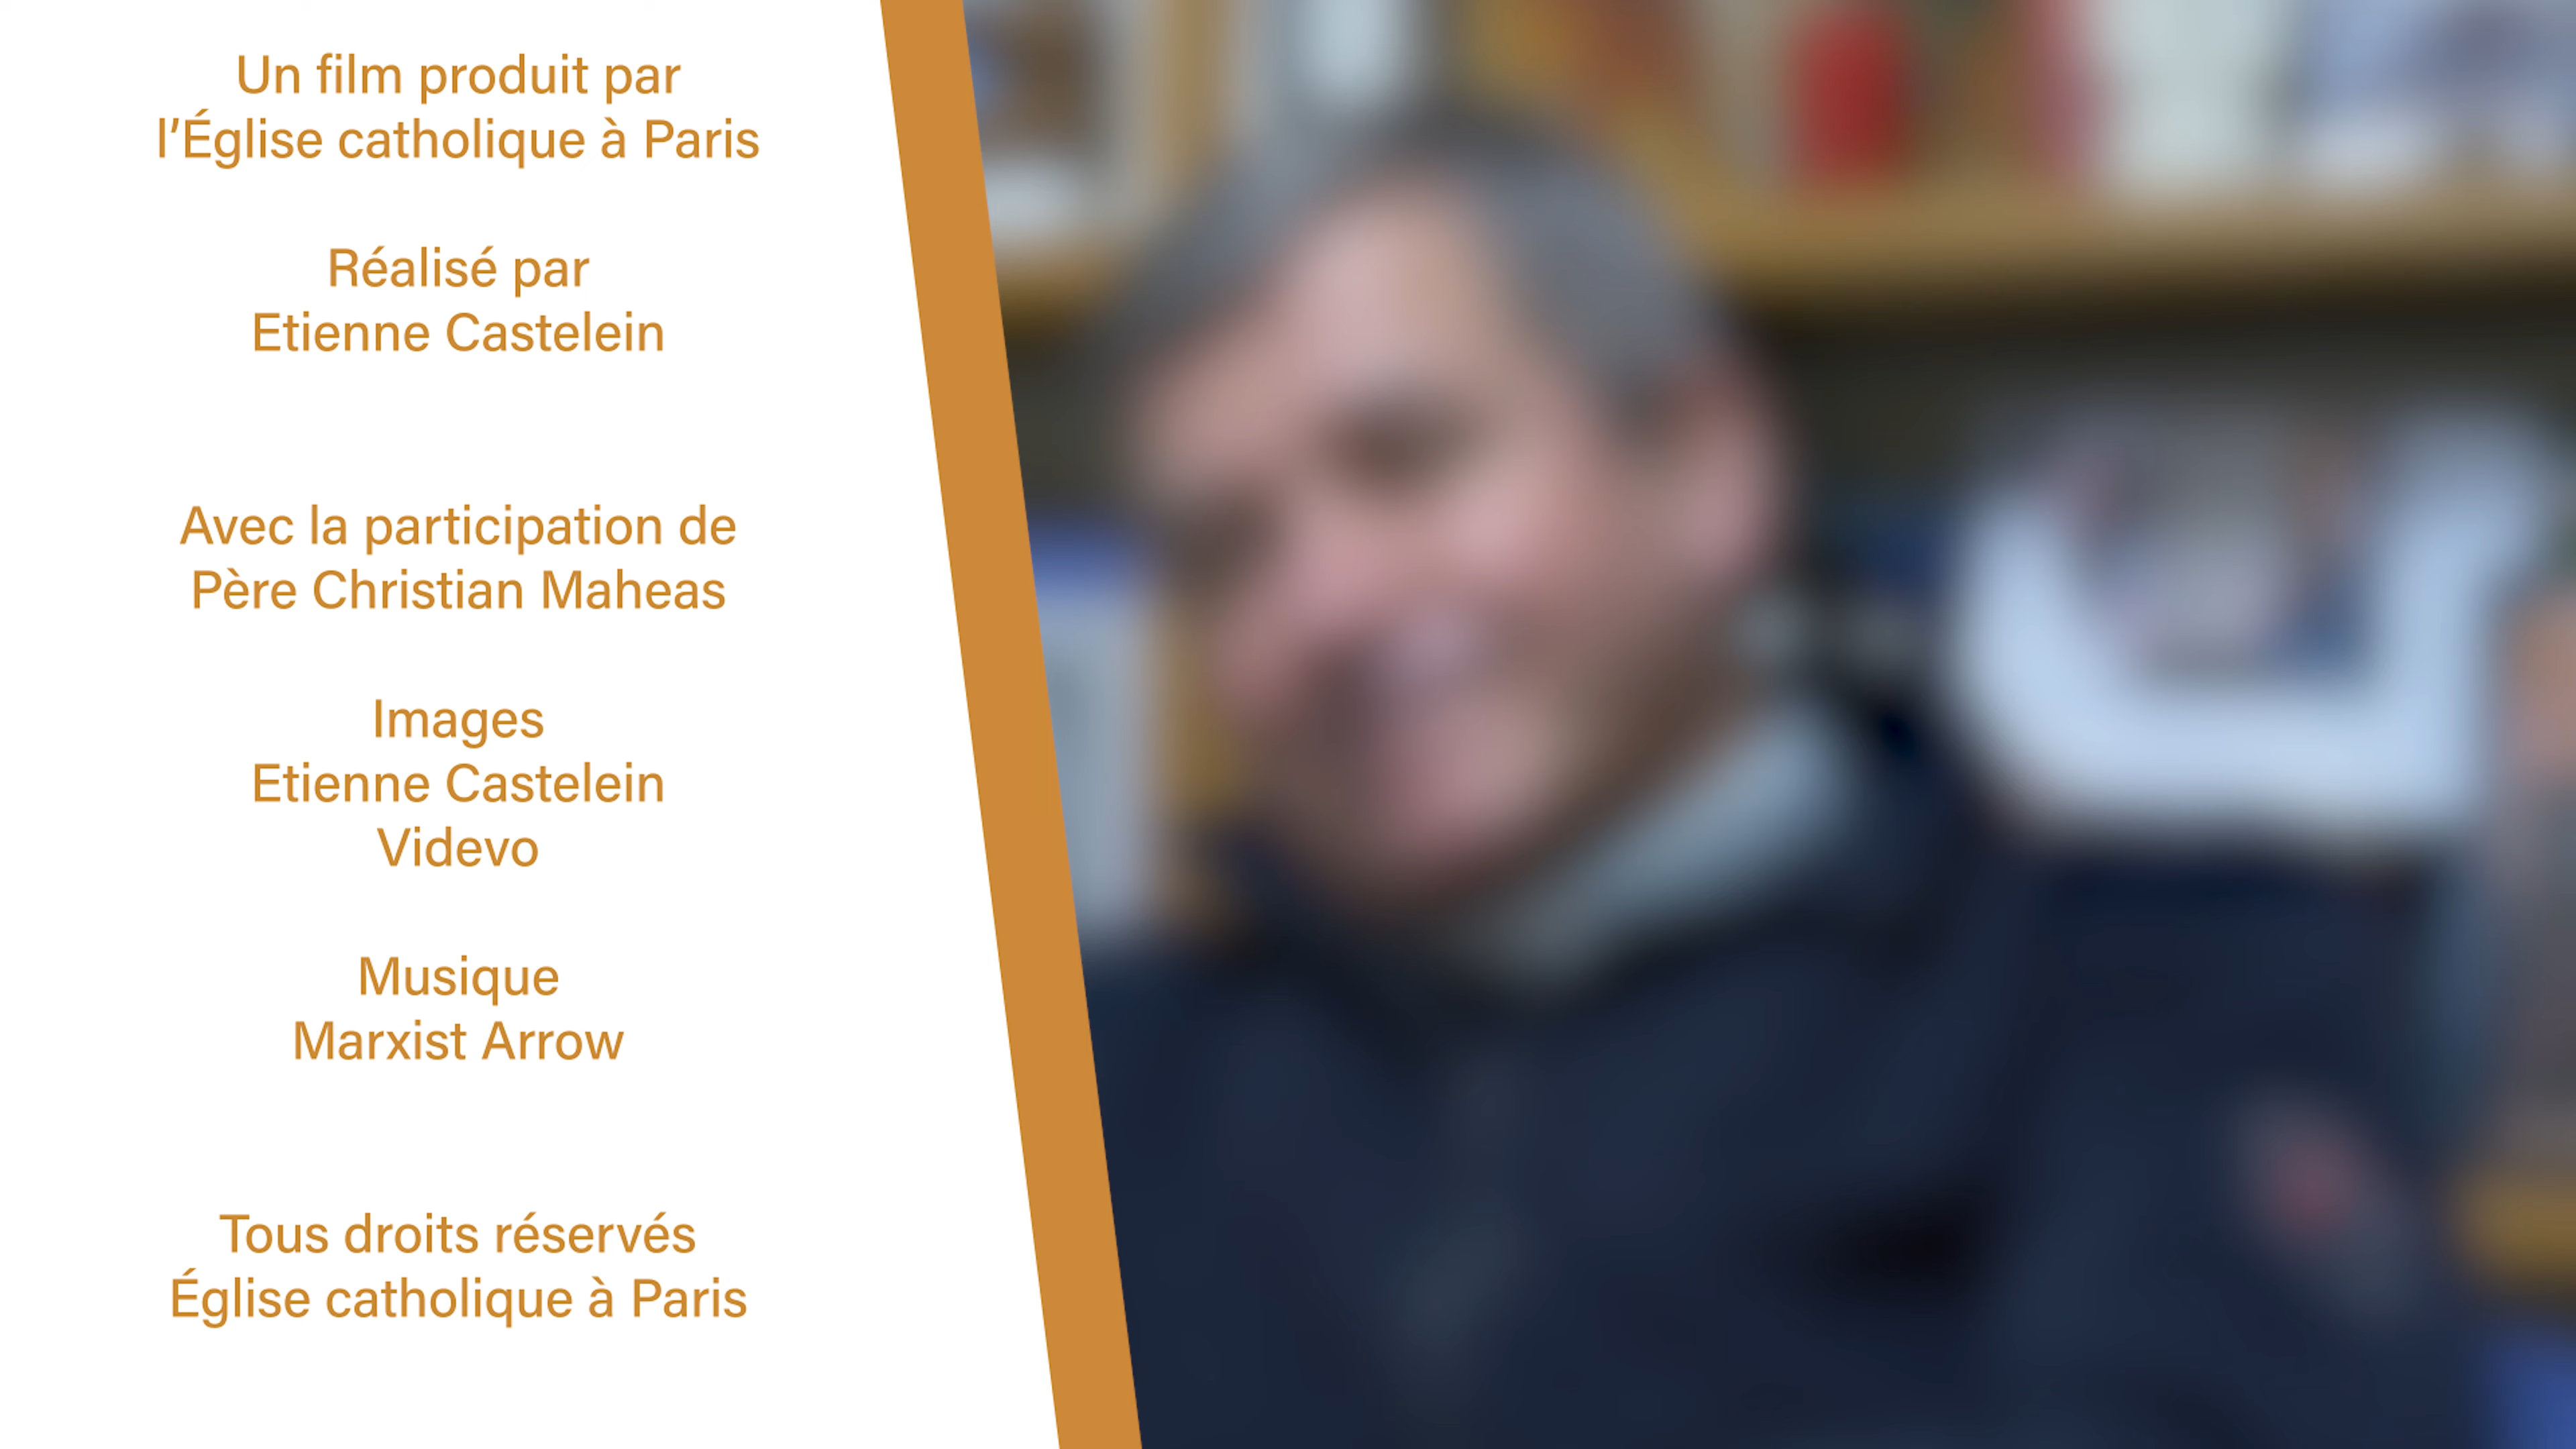 Un film produit par
l’Église catholique à Paris
Réalisé par
Etienne Castelein
Avec la participation de
Père Christian Maheas
Images
Etienne Castelein
Videvo
Musique
Marxist Arrow
Tous droits réservés
Église catholique à Paris